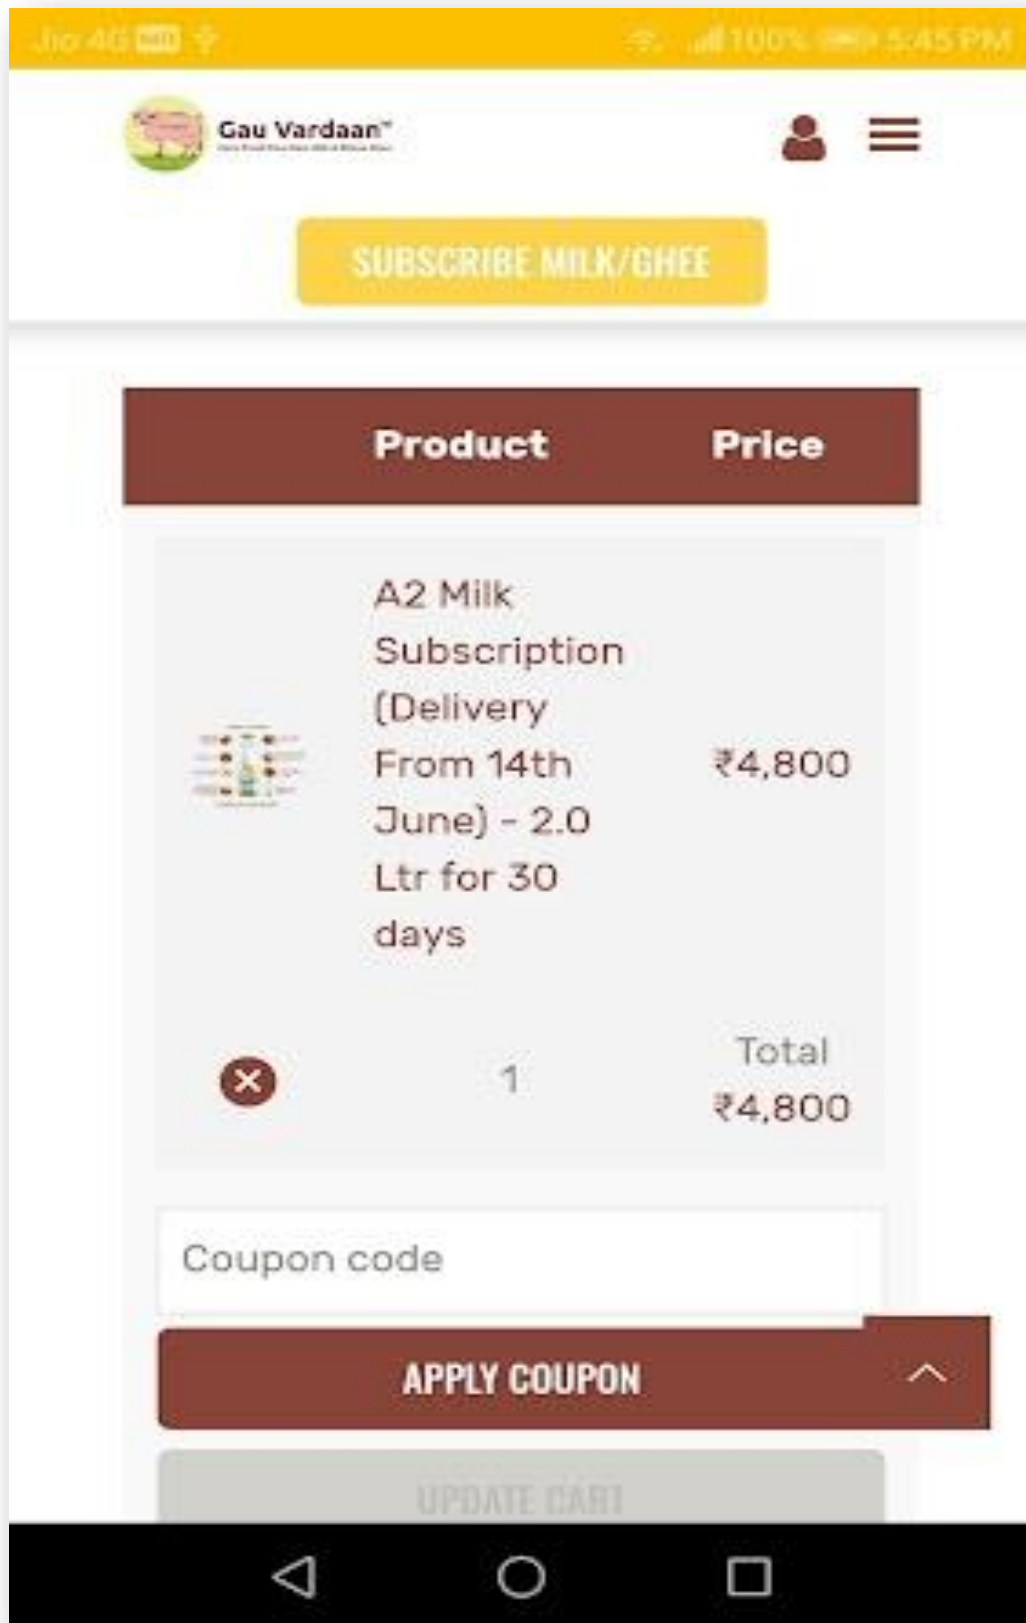 Jio 4G
100% 5:45 PM
Gau Vardaan™
SUBSCRIBE MILK/GHEE
Product Price
A2 Milk
Subscription
(Delivery
From 14th
June) - 2.0
Ltr for 30
days
₹4,800
1
Total
₹4,800
Coupon code
APPLY COUPON
UPDATE CART